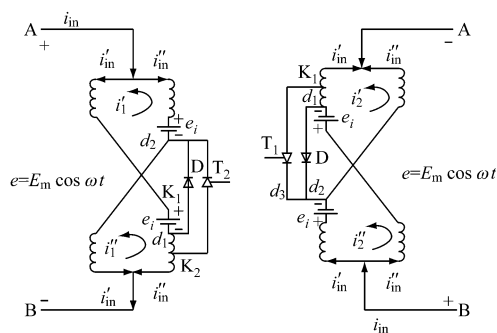 A i_in
+
i'_in i''_in
i'_1
+
e_i
-
d_2
D T_2
K_1
e=E_m cos ωt
+
e_i
-
d_1
i''_1
K_2
-
B i'_in i''_in
A
-
i'_in i''_in
K_1
i'_2
d_1
-
e_i
+
T_1 D
d_3 d_2
e=E_m cos ωt
-
e_i
+
i''_2
i'_in i''_in
+
B
i_in